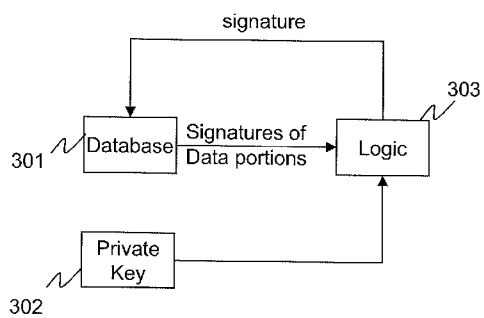 signature
303
301
Database
Signatures of
Data portions
Logic
Private
Key
302